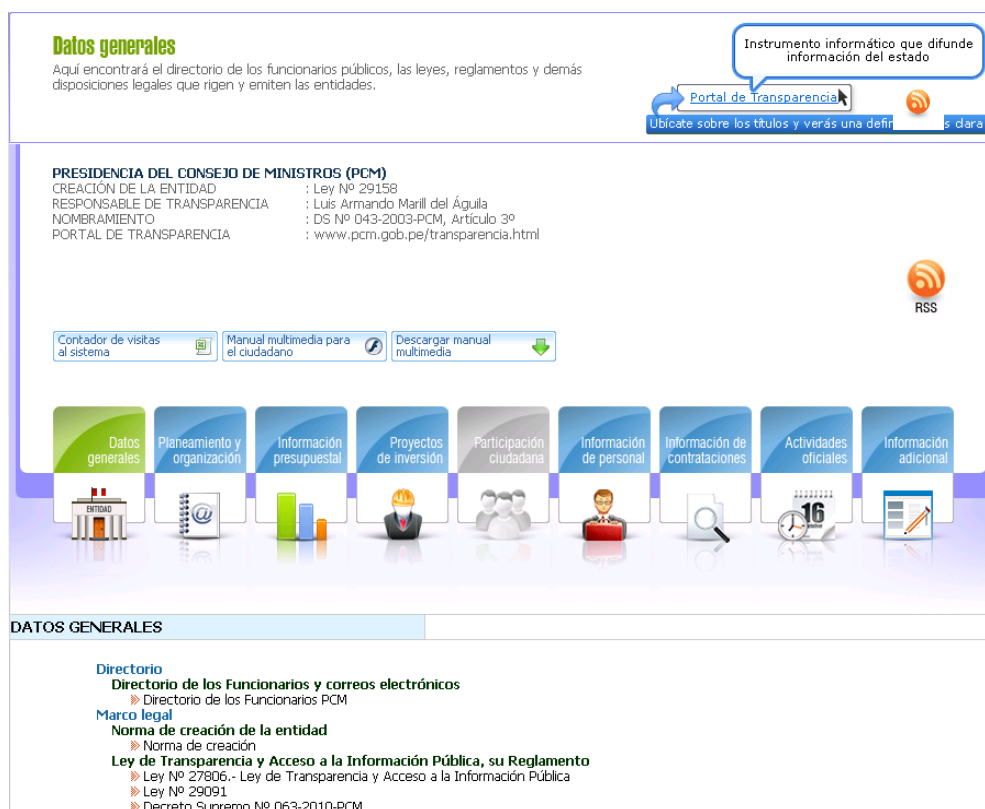 Datos generales
Aquí encontrará el directorio de los funcionarios públicos, las leyes, reglamentos y demás
disposiciones legales que rigen y emiten las entidades.
Instrumento informático que difunde
información del estado
Portal de Transparencia
Ubícate sobre los títulos y verás una defin s clara
PRESIDENCIA DEL CONSEJO DE MINISTROS (PCM)
CREACIÓN DE LA ENTIDAD : Ley Nº 29158
RESPONSABLE DE TRANSPARENCIA : Luis Armando Marill del Águila
NOMBRAMIENTO : DS Nº 043-2003-PCM, Artículo 3º
PORTAL DE TRANSPARENCIA : www.pcm.gob.pe/transparencia.html
RSS
Contador de visitas
al sistema
Manual multimedia para
el ciudadano
Descargar manual
multimedia
Datos
generales
Planeamiento y
organización
Información
presupuestal
Proyectos
de inversión
Participación
ciudadana
Información
de personal
Información de
contrataciones
Actividades
oficiales
Información
adicional
ENTIDAD
@
16
DATOS GENERALES
Directorio
Directorio de los Funcionarios y correos electrónicos
Directorio de los Funcionarios PCM
Marco legal
Norma de creación de la entidad
Norma de creación
Ley de Transparencia y Acceso a la Información Pública, su Reglamento
Ley Nº 27806.- Ley de Transparencia y Acceso a la Información Pública
Ley Nº 29091
Decreto Supremo Nº 063-2010-PCM